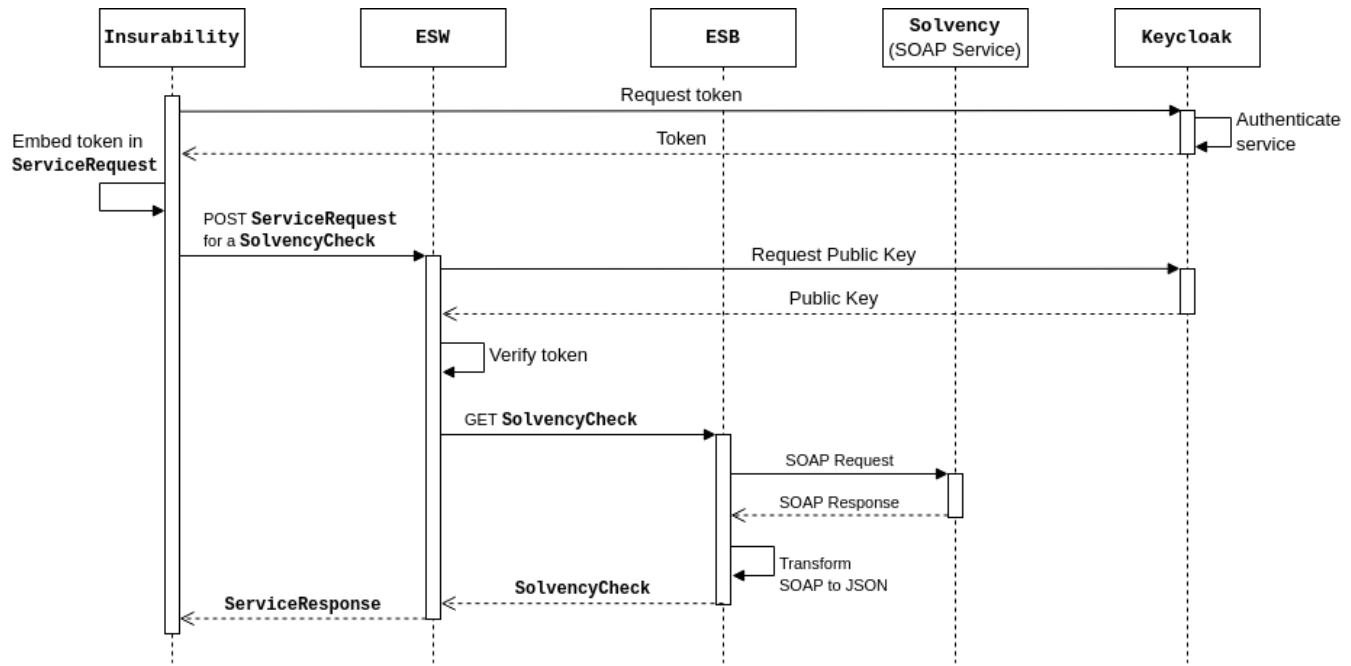 Insurability
ESW
ESB
Solvency
(SOAP Service)
Keycloak
Request token
Authenticate
service
Token
Embed token in
ServiceRequest
POST ServiceRequest
for a SolvencyCheck
Request Public Key
Public Key
Verify token
GET SolvencyCheck
SOAP Request
SOAP Response
Transform
SOAP to JSON
SolvencyCheck
ServiceResponse